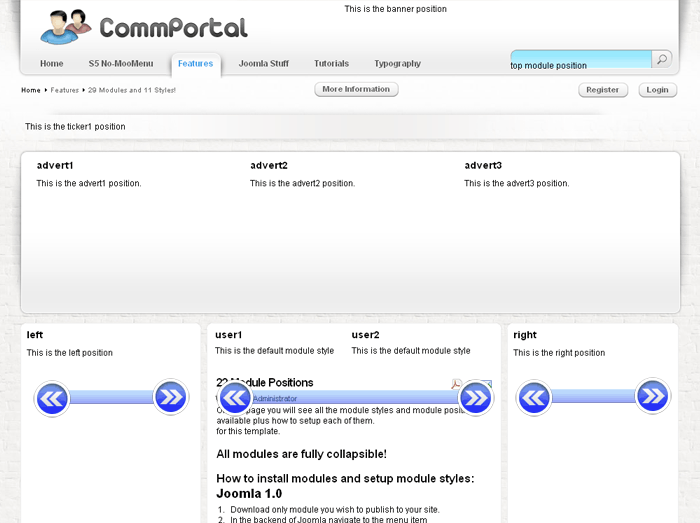 This is the banner position
CommPortal
Home
S5 No-MooMenu
Features
Joomla Stuff
Tutorials
Typography
top module position
Home
Features
29 Modules and 11 Styles!
More Information
Register
Login
This is the ticker1 position
advert1
advert2
advert3
This is the advert1 position.
This is the advert2 position.
This is the advert3 position.
left
This is the left position
user1
user2
This is the default module style
This is the default module style
right
This is the right position
Module Positions
Administrator
page you will see all the module styles and module
available plus how to setup each of them.
for this template.
All modules are fully collapsible!
How to install modules and setup module styles:
Joomla 1.0
1. Download only module you wish to publish to your site.
2. In the backend of Joomla navigate to the menu item